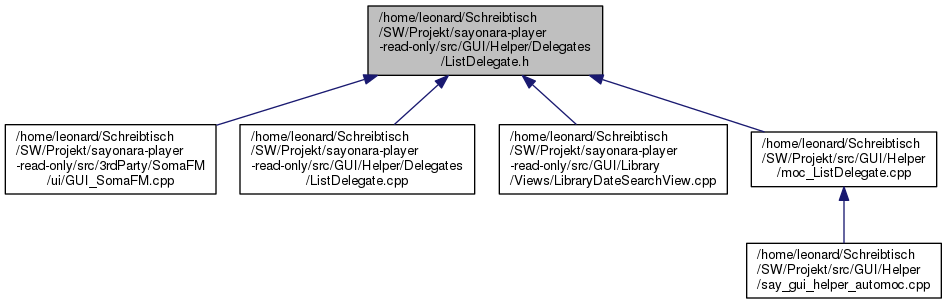 /home/leonard/Schreibtisch
/SW/Projekt/sayonara-player
-read-only/src/GUI/Helper/Delegates
/ListDelegate.h
/home/leonard/Schreibtisch
/SW/Projekt/sayonara-player
-read-only/src/3rdParty/SomaFM
/ui/GUI_SomaFM.cpp
/home/leonard/Schreibtisch
/SW/Projekt/sayonara-player
-read-only/src/GUI/Helper/Delegates
/ListDelegate.cpp
/home/leonard/Schreibtisch
/SW/Projekt/sayonara-player
-read-only/src/GUI/Library
/Views/LibraryDateSearchView.cpp
/home/leonard/Schreibtisch
/SW/Projekt/src/GUI/Helper
/moc_ListDelegate.cpp
/home/leonard/Schreibtisch
/SW/Projekt/src/GUI/Helper
/say_gui_helper_automoc.cpp